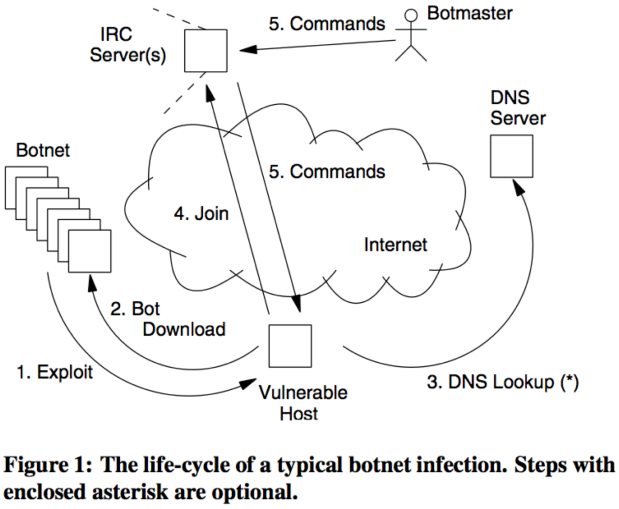 IRC
Server(s)
5. Commands
Botmaster
DNS
Server
Botnet
5. Commands
4. Join
Internet
2. Bot
Download
1. Exploit
Vulnerable
Host
3. DNS Lookup (*)
Figure 1: The life-cycle of a typical botnet infection. Steps with
enclosed asterisk are optional.